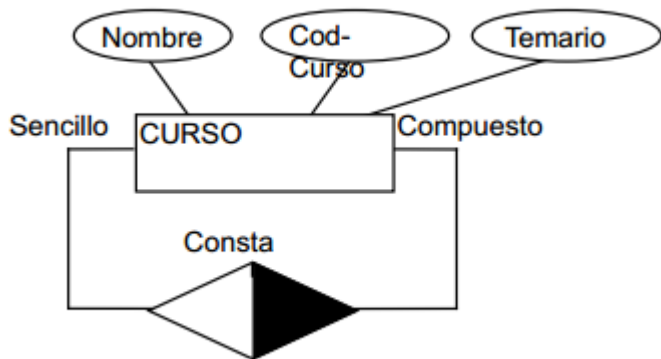 Nombre
Cod-
Curso
Temario
Sencillo
CURSO
Compuesto
Consta